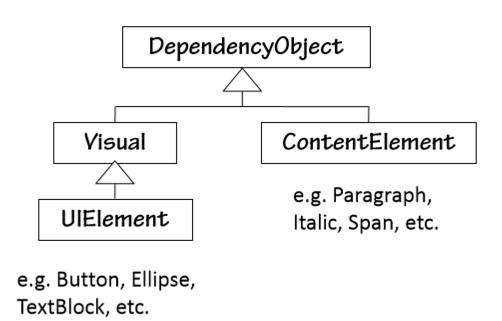 DependencyObject
Visual
ContentElement
UIElement
e.g. Paragraph,
Italic, Span, etc.
e.g. Button, Ellipse,
TextBlock, etc.